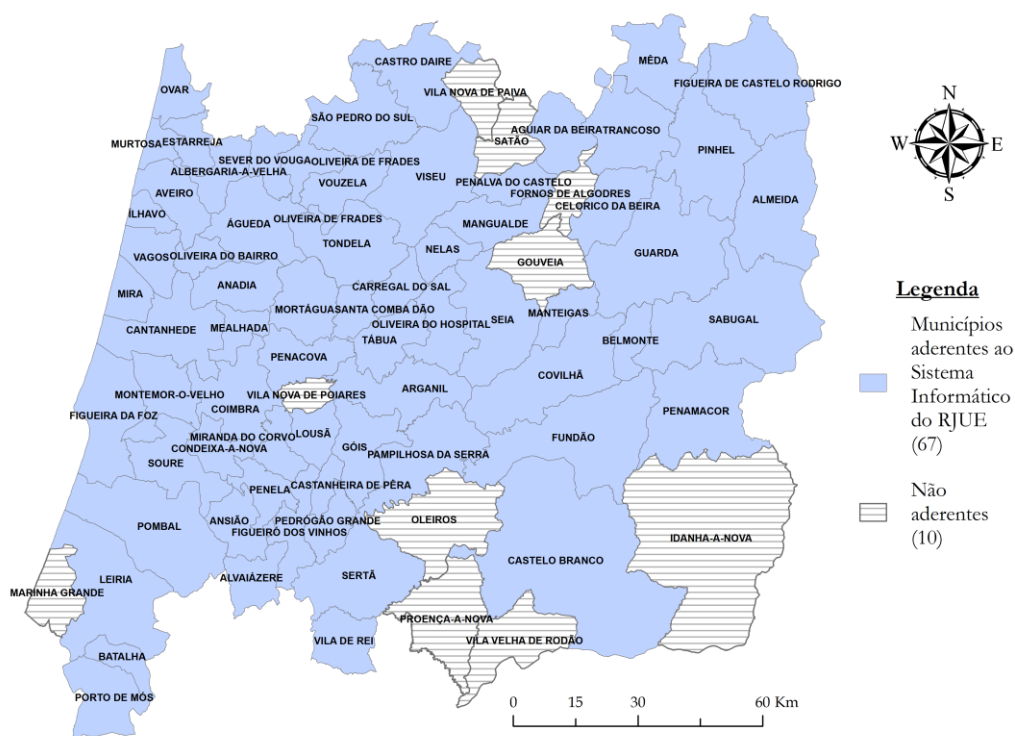 CASTRO DAIRE
MÊDA
FIGUEIRA DE CASTELO RODRIGO
OVAR
VILA NOVA DE PAIVA
SÃO PEDRO DO SUL
AGUIAR DA BEIRA
TRANCOSO
MURTOSA
ESTARREJA
SATÃO
PINHEL
SEVER DO VOUGA
OLIVEIRA DE FRADES
ALBERGARIA-A-VELHA
VISEU
VOUZELA
PENALVA DO CASTELO
AVEIRO
FORNOS DE ALGODRES
CELORICO DA BEIRA
ALMEIDA
ÍLHAVO
ÁGUEDA
OLIVEIRA DE FRADES
MANGUALDE
TONDELA
NELAS
VAGOS
OLIVEIRA DO BAIRRO
GOUVEIA
GUARDA
ANADIA
CARREGAL DO SAL
MIRA
MORTÁGUA
SANTA COMBA DÃO
MANTEIGAS
CANTANHEDE
MEALHADA
OLIVEIRA DO HOSPITAL
SEIA
SABUGAL
TÁBUA
BELMONTE
PENACOVA
COVILHÃ
ARGANIL
MONTEMOR-O-VELHO
VILA NOVA DE POIARES
COIMBRA
FIGUEIRA DA FOZ
PENAMACOR
MIRANDA DO CORVO
LOUSÃ
FUNDÃO
CONDEIXA-A-NOVA
GÓIS
PAMPILHOSA DA SERRA
SOURE
PENELA
CASTANHEIRA DE PÊRA
POMBAL
ANSIÃO
PEDRÓGÃO GRANDE
OLEIROS
FIGUEIRÓ DOS VINHOS
IDANHA-A-NOVA
CASTELO BRANCO
LEIRIA
ALVAIÁZERE
SERTÃ
MARINHA GRANDE
PROENÇA-A-NOVA
VILA DE REI
VILA VELHA DE RODÃO
BATALHA
PORTO DE MÓS
N
W
E
S
Legenda
Municípios
aderentes ao
Sistema
Informático
do RJUE
(67)
Não
aderentes
(10)
0 15 30 60 Km